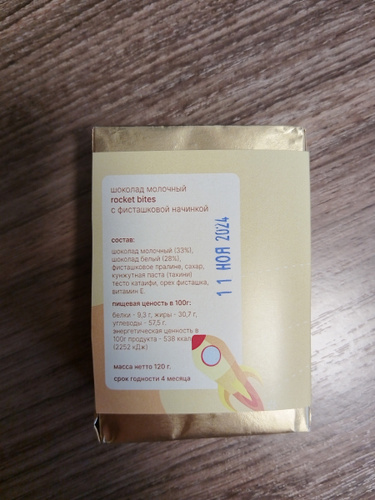 шоколад молочный
rocket bites
с фисташковой начинкой
состав:
шоколад молочный (33%),
шоколад белый (28%),
фисташковое пралине, сахар,
кунжутная паста (тахини)
тесто катаифи, орех фисташка,
витамин Е.
пищевая ценость в 100г:
белки - 9,3 г, жиры - 30,7 г,
углеводы - 57,5 г.
энергетическая ценность в
100г продукта - 538 ккал
(2252 кДж)
масса нетто 120 г.
срок годности 4 месяца
11 НОЯ 2024